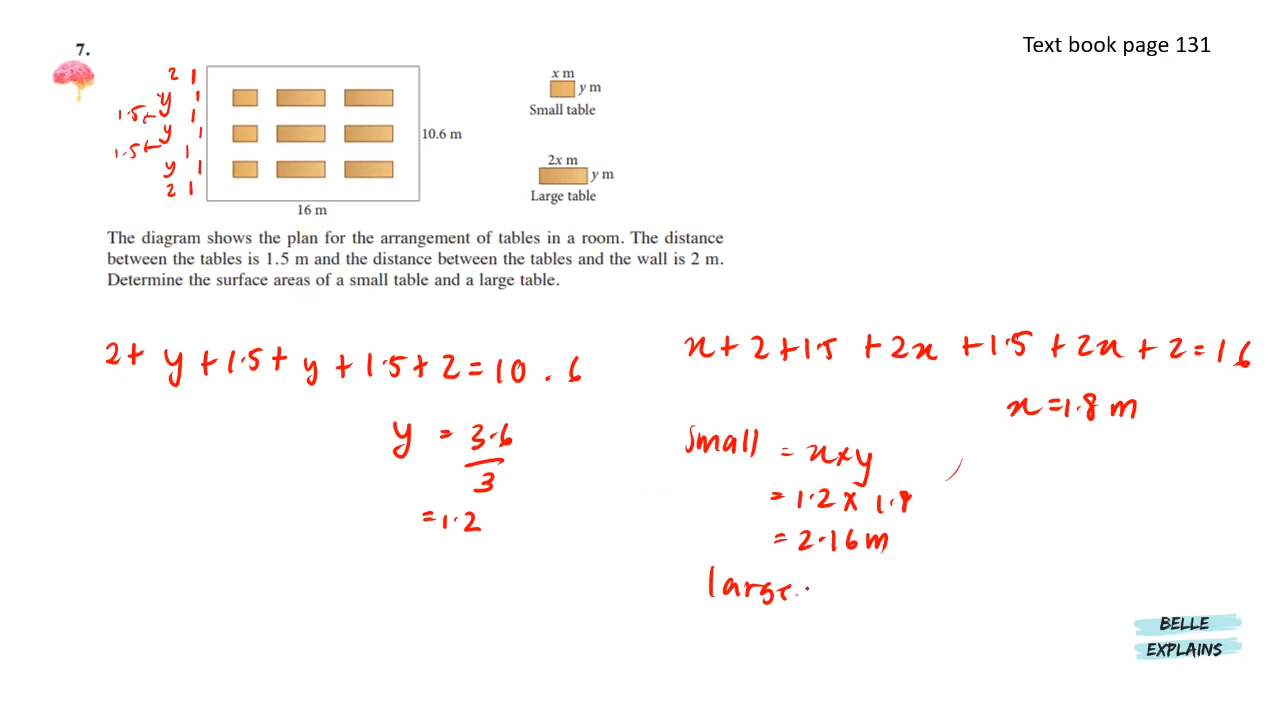 Text book page 131
7.
2 1
y 1
1.5 ← 1
y 1
1.5 ← 1
y 1
2 1
10.6 m
16 m
x m
y m
Small table
2x m
y m
Large table
The diagram shows the plan for the arrangement of tables in a room. The distance
between the tables is 1.5 m and the distance between the tables and the wall is 2 m.
Determine the surface areas of a small table and a large table.
2 + y + 1.5 + y + 1.5 + 2 = 10.6
y = 3.6/3
= 1.2
x + 2 + 1.5 + 2x + 1.5 + 2x + 2 = 16
x = 1.8 m
Small = x × y
= 1.2 × 1.8
= 2.16 m
large
BELLE
EXPLAINS